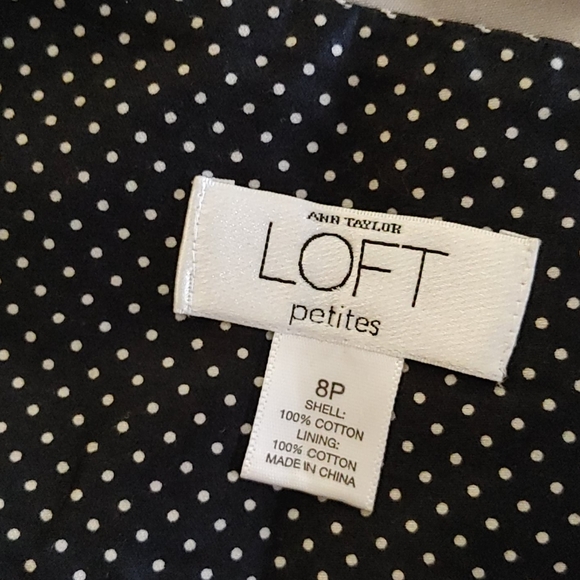 ANN TAYLOR
LOFT
petites
8P
SHELL:
100% COTTON
LINING:
100% COTTON
MADE IN CHINA